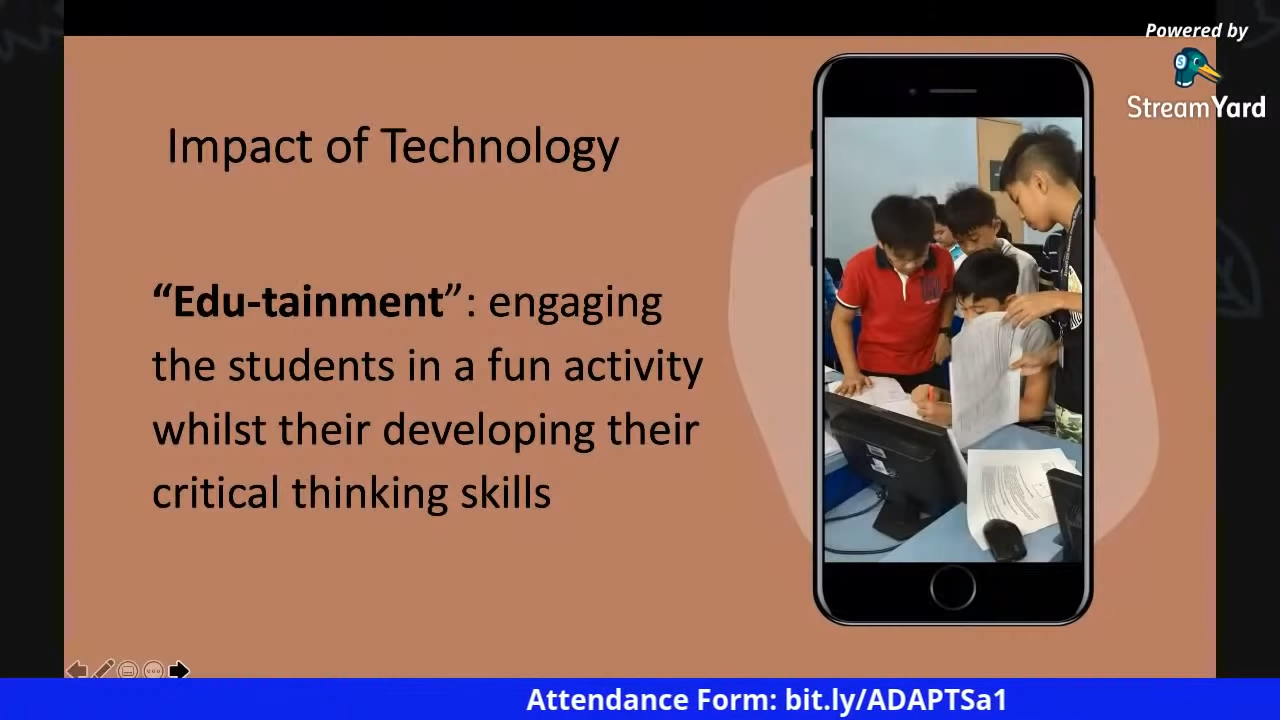 Powered by
StreamYard
Impact of Technology
“Edu-tainment”: engaging
the students in a fun activity
whilst their developing their
critical thinking skills
Attendance Form: bit.ly/ADAPTSa1